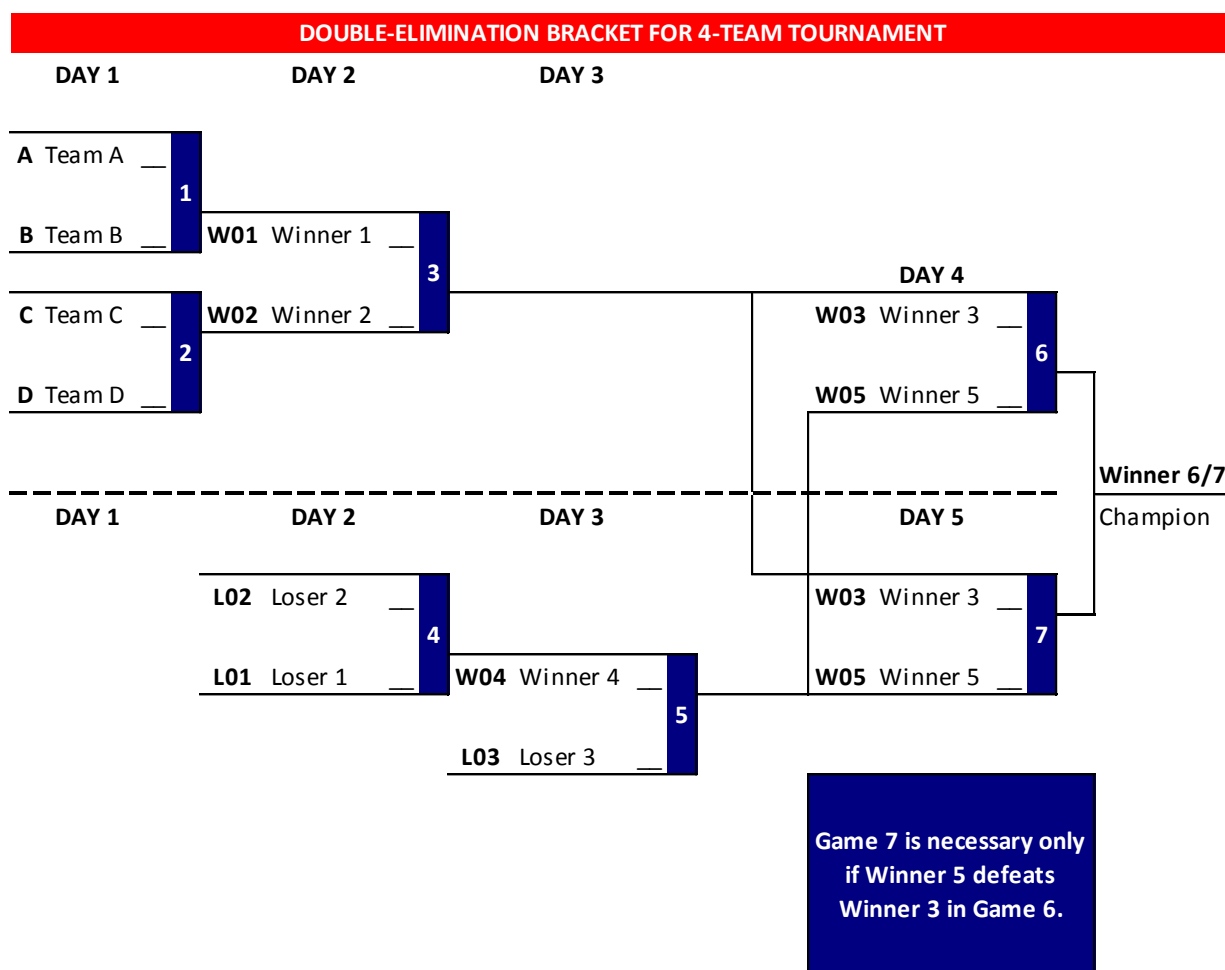 DOUBLE-ELIMINATION BRACKET FOR 4-TEAM TOURNAMENT
DAY 1 DAY 2 DAY 3
A Team A __
1
B Team B __
W01 Winner 1 __
3
W02 Winner 2 __
C Team C __
2
D Team D __
DAY 4
W03 Winner 3 __
6
W05 Winner 5 __
Winner 6/7
Champion
DAY 1 DAY 2 DAY 3 DAY 5
L02 Loser 2 __
4
L01 Loser 1 __
W04 Winner 4 __
5
L03 Loser 3 __
W03 Winner 3 __
7
W05 Winner 5 __
Game 7 is necessary only
if Winner 5 defeats
Winner 3 in Game 6.